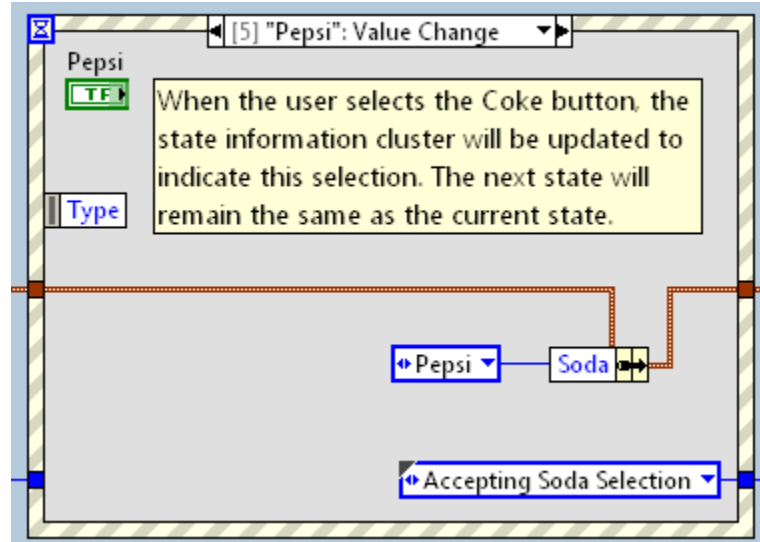 [5] "Pepsi": Value Change
Pepsi
TF
When the user selects the Coke button, the
state information cluster will be updated to
indicate this selection. The next state will
remain the same as the current state.
Type
Pepsi
Soda
Accepting Soda Selection